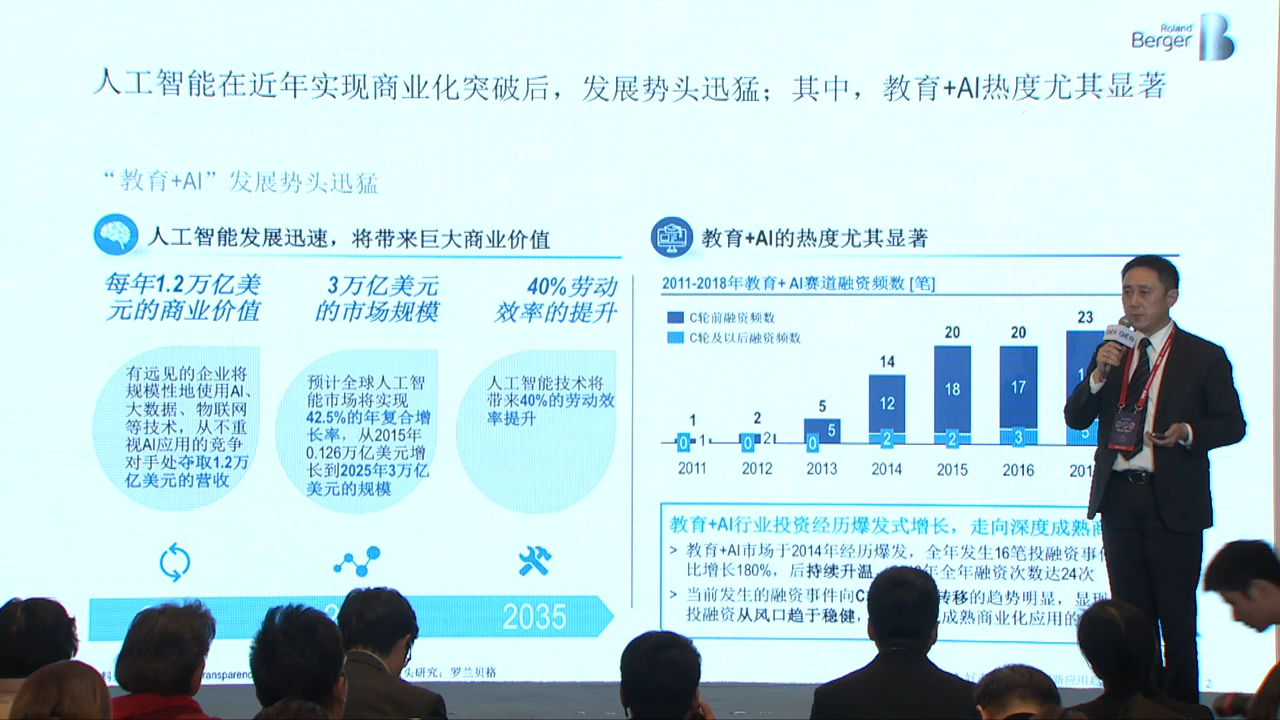 Roland
Berger
人工智能在近年实现商业化突破后，发展势头迅猛；其中，教育+AI热度尤其显著
“教育+AI”发展势头迅猛
人工智能发展迅速，将带来巨大商业价值
每年1.2万亿美
元的商业价值
3万亿美元
的市场规模
40%劳动
效率的提升
有远见的企业将
规模性地使用AI、
大数据、物联网
等技术，从不重
视AI应用的竞争
对手处夺取1.2万
亿美元的营收
预计全球人工智
能市场将实现
42.5%的年复合增
长率，从2015年
0.126万亿美元增
长到2025年3万亿
美元的规模
人工智能技术将
带来40%的劳动效
率提升
2035
教育+AI的热度尤其显著
2011-2018年教育+ AI赛道融资频数 [笔]
C轮前融资频数
C轮及以后融资频数
1
2
5
14
20
20
23
0
1
0
2
0
5
12
2
18
2
17
3
5
2011
2012
2013
2014
2015
2016
教育+AI行业投资经历爆发式增长，走向深度成熟
> 教育+AI市场于2014年经历爆发，全年发生16笔投融资事
比增长180%，后持续升温 年全年融资次数达24次
> 当前发生的融资事件向C 转移的趋势明显，显
投融资从风口趋于稳健， 成熟商业化应用的
头研究；罗兰贝格
2